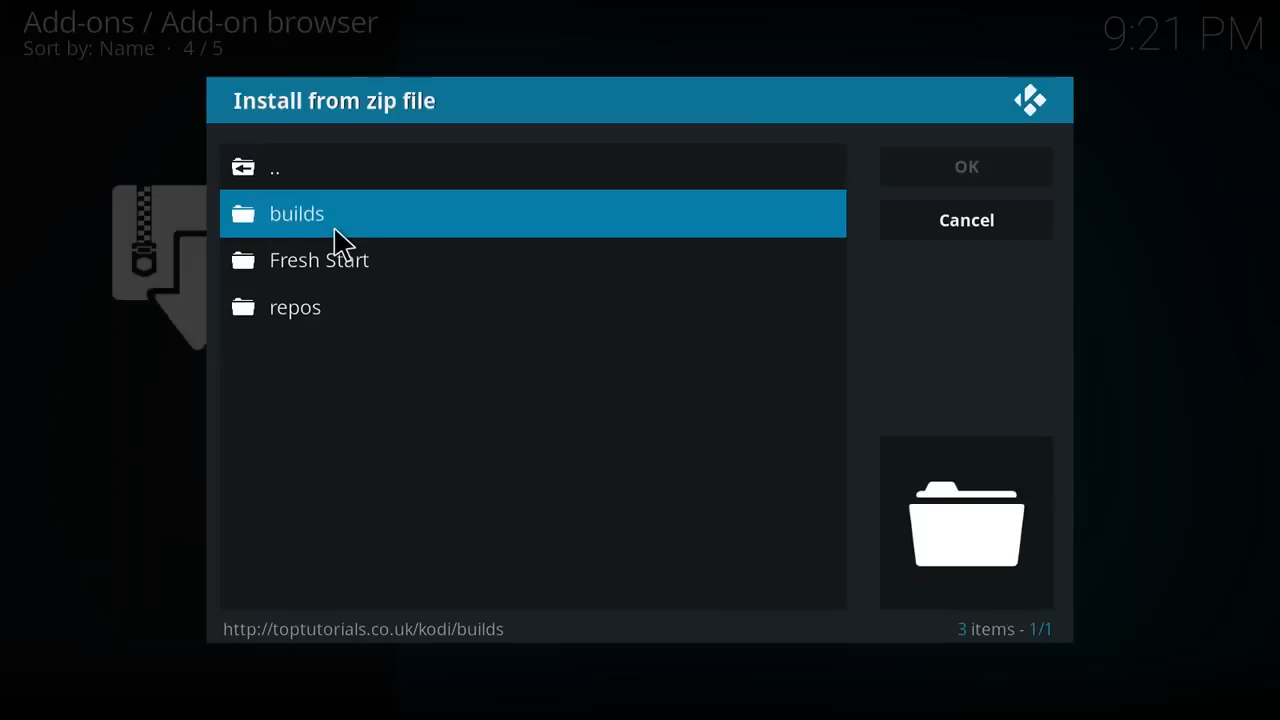 Add-ons / Add-on browser
Sort by: Name · 4 / 5
9:21 PM
Install from zip file
..
builds
Fresh Start
repos
OK
Cancel
http://toptutorials.co.uk/kodi/builds
3 items - 1/1